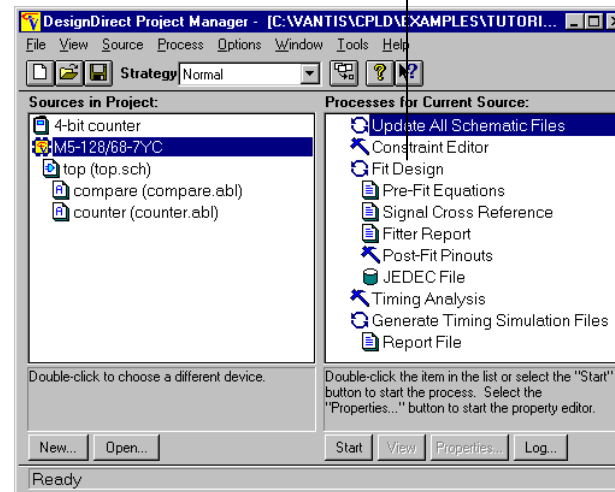 DesignDirect Project Manager - [C:\VANTIS\CPLD\EXAMPLES\TUTORI...
File View Source Process Options Window Tools Help
Strategy Normal
Sources in Project:
4-bit counter
M5-128/68-7YC
top (top.sch)
compare (compare.abl)
counter (counter.abl)
Double-click to choose a different device.
New... Open...
Processes for Current Source:
Update All Schematic Files
Constraint Editor
Fit Design
Pre-Fit Equations
Signal Cross Reference
Fitter Report
Post-Fit Pinouts
JEDEC File
Timing Analysis
Generate Timing Simulation Files
Report File
Double-click the item in the list or select the "Start"
button to start the process. Select the
"Properties..." button to start the property editor.
Start View Properties... Log...
Ready